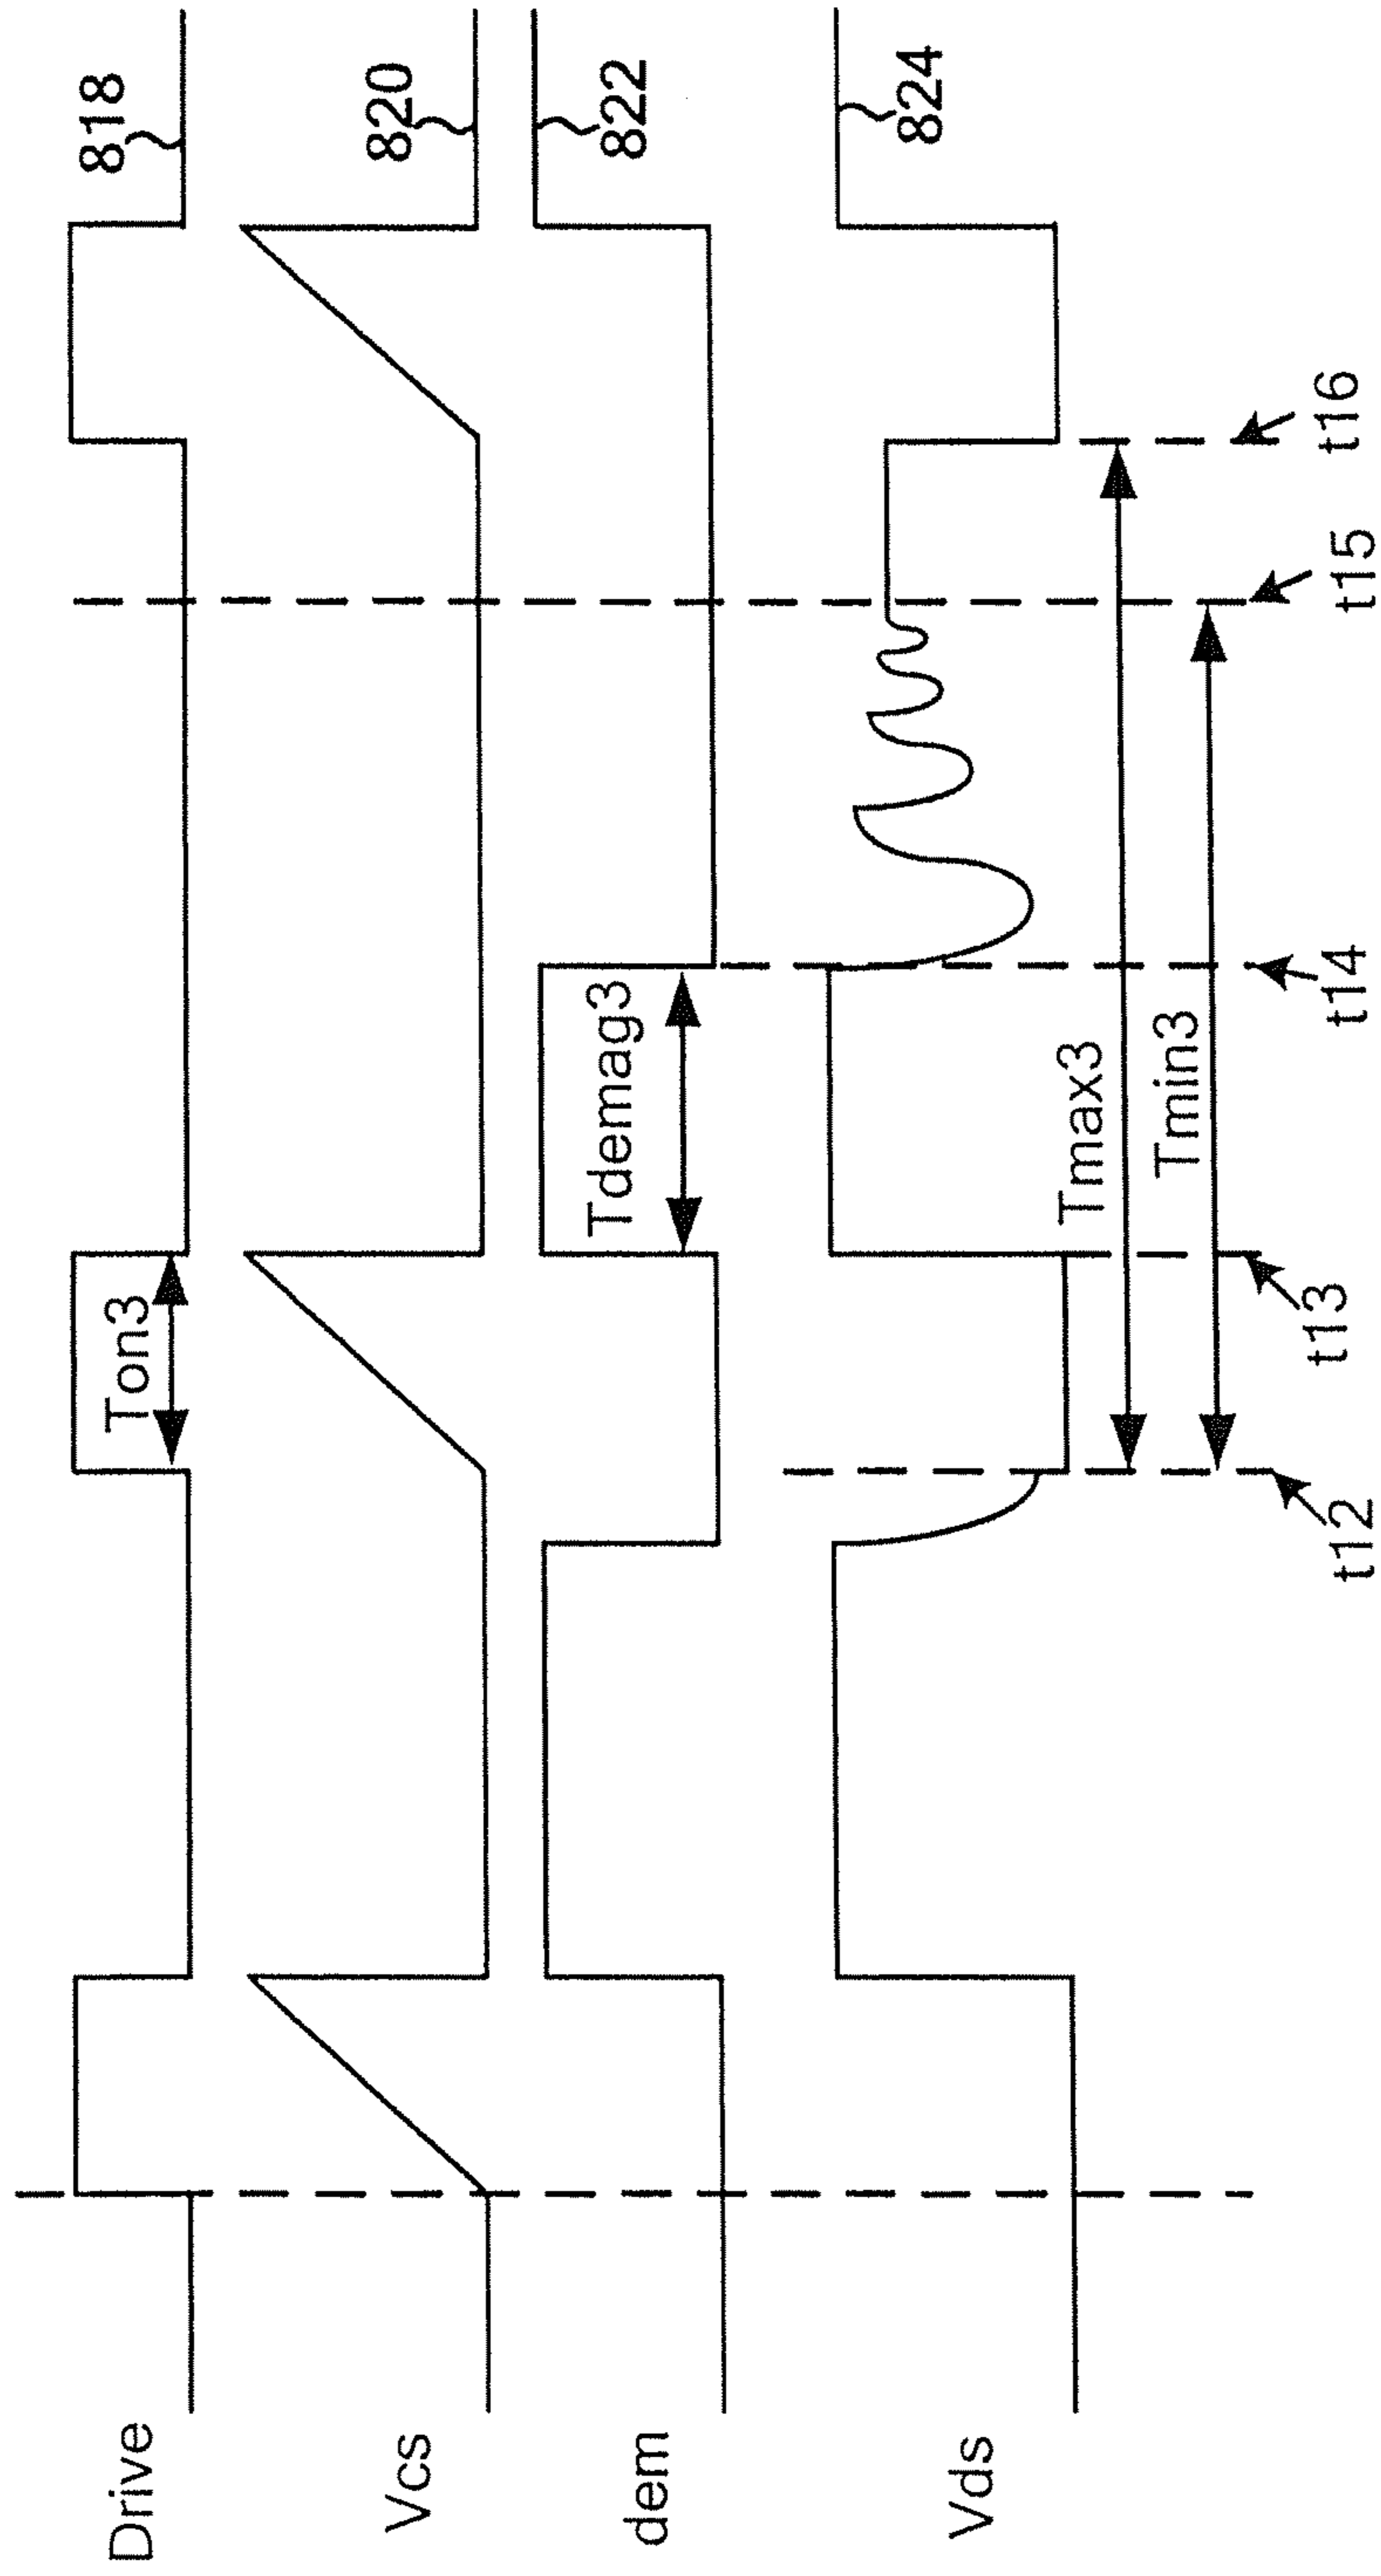 Drive
Ton3
818
Vcs
820
dem
Tdemag3
822
Vds
824
Tmax3
Tmin3
t12
t13
t14
t15
t16